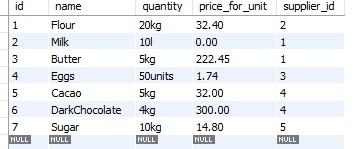 id name quantity price_for_unit supplier_id
1 Flour 20kg 32.40 2
2 Milk 10l 0.00 1
3 Butter 5kg 222.45 1
4 Eggs 50units 1.74 3
5 Cacao 5kg 32.00 4
6 DarkChocolate 4kg 300.00 4
7 Sugar 10kg 14.80 5
NULL NULL NULL NULL NULL